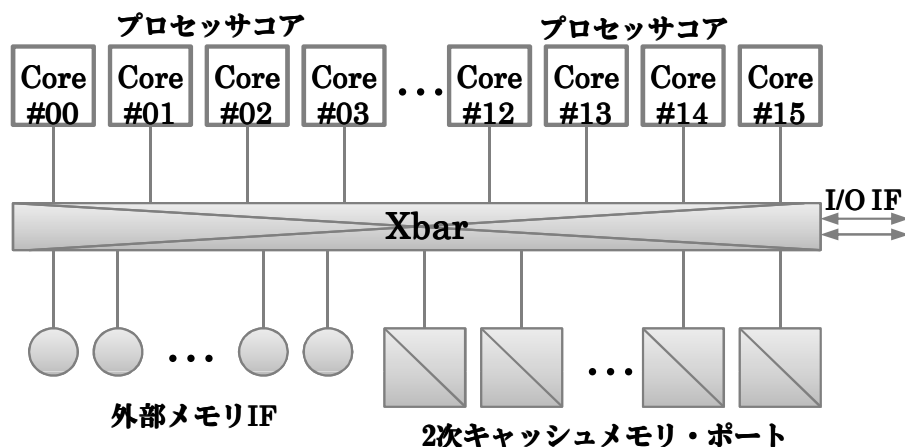 プロセッサコア プロセッサコア
Core #00 Core #01 Core #02 Core #03 ... Core #12 Core #13 Core #14 Core #15
I/O IF
Xbar
... ...
外部メモリIF
2次キャッシュメモリ・ポート